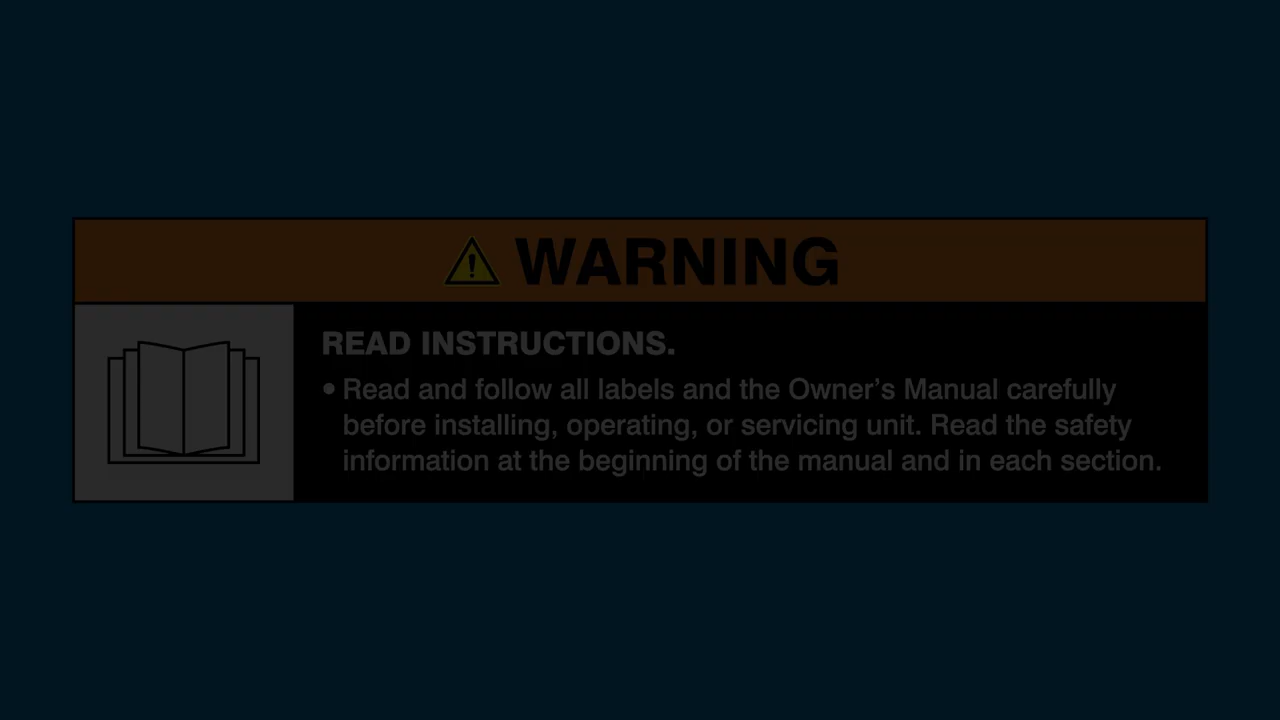 WARNING
READ INSTRUCTIONS.
• Read and follow all labels and the Owner’s Manual carefully
before installing, operating, or servicing unit. Read the safety
information at the beginning of the manual and in each section.